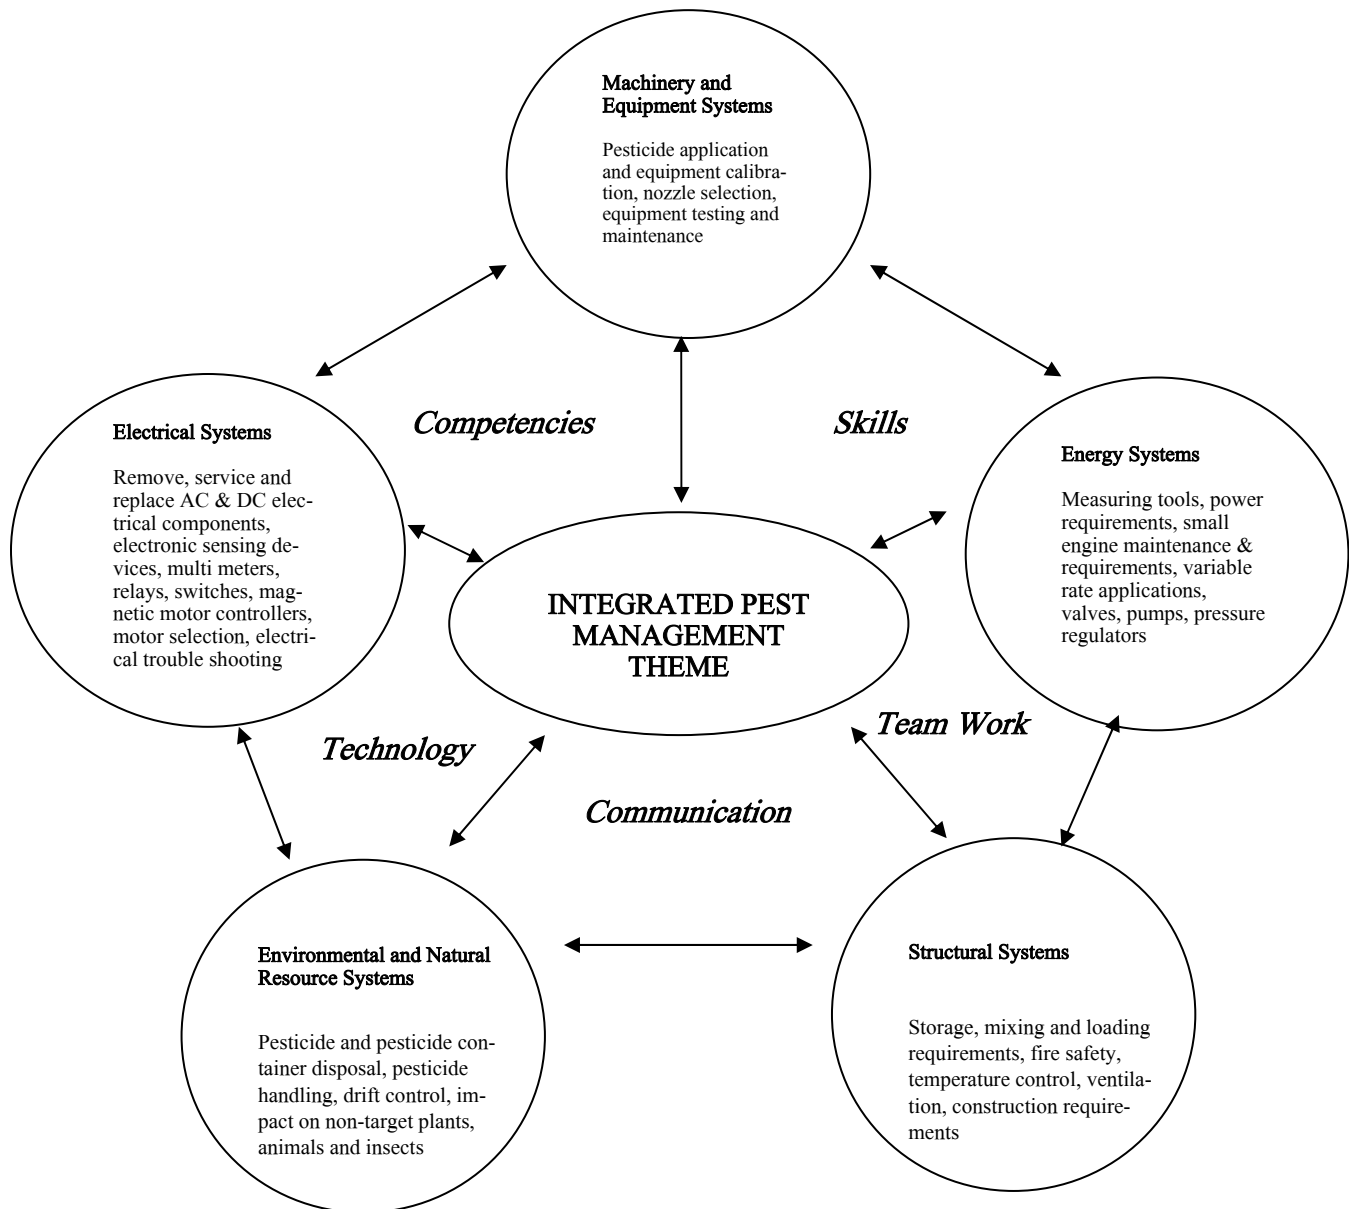 Machinery and
Equipment Systems
Pesticide application
and equipment calibra-
tion, nozzle selection,
equipment testing and
maintenance
Competencies
Skills
Electrical Systems
Remove, service and
replace AC & DC elec-
trical components,
electronic sensing de-
vices, multi meters,
relays, switches, mag-
netic motor controllers,
motor selection, electri-
cal trouble shooting
Energy Systems
Measuring tools, power
requirements, small
engine maintenance &
requirements, variable
rate applications,
valves, pumps, pressure
regulators
INTEGRATED PEST
MANAGEMENT
THEME
Team Work
Technology
Communication
Environmental and Natural
Resource Systems
Pesticide and pesticide con-
tainer disposal, pesticide
handling, drift control, im-
pact on non-target plants,
animals and insects
Structural Systems
Storage, mixing and loading
requirements, fire safety,
temperature control, ventila-
tion, construction require-
ments